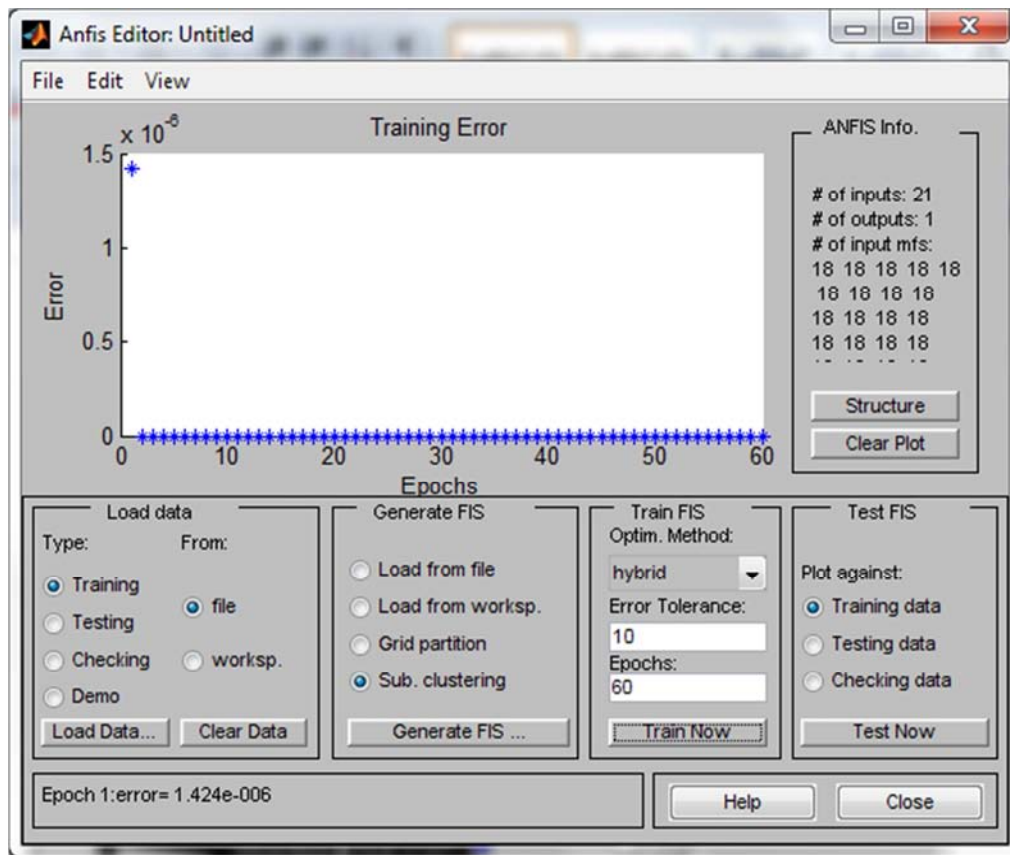 Anfis Editor: Untitled
File Edit View
x 10^-6
Training Error
1.5
1
0.5
0
Error
0 10 20 30 40 50 60
Epochs
ANFIS Info.
# of inputs: 21
# of outputs: 1
# of input mfs:
18 18 18 18 18
18 18 18 18
18 18 18 18
18 18 18 18
Structure
Clear Plot
Load data
Type: From:
Training
file
Testing
Checking
worksp.
Demo
Load Data... Clear Data
Generate FIS
Load from file
Load from worksp.
Grid partition
Sub. clustering
Generate FIS ...
Train FIS
Optim. Method:
hybrid
Error Tolerance:
10
Epochs:
60
Train Now
Test FIS
Plot against:
Training data
Testing data
Checking data
Test Now
Epoch 1:error= 1.424e-006
Help
Close